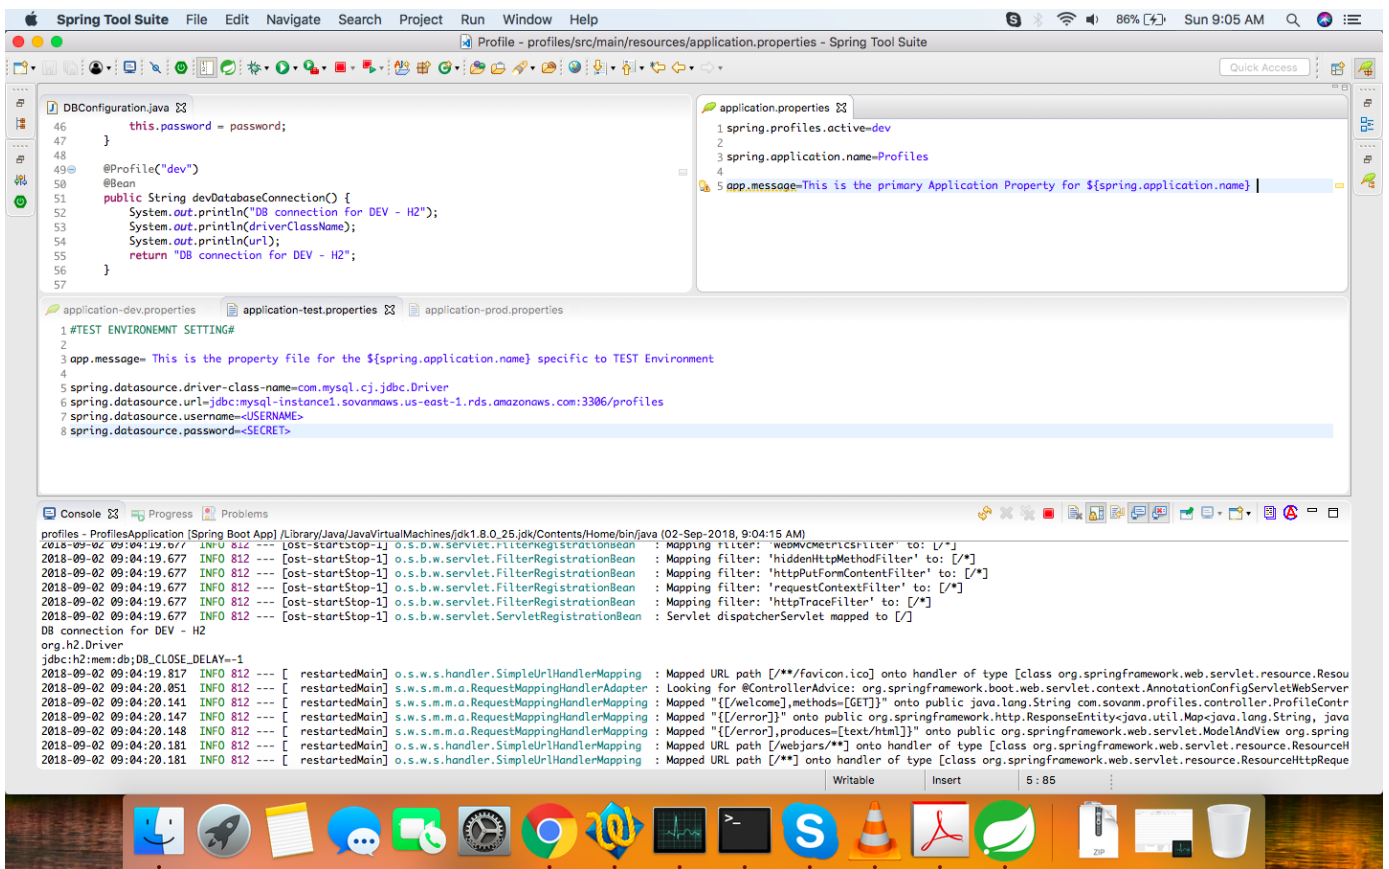 Spring Tool Suite File Edit Navigate Search Project Run Window Help 86% Sun 9:05 AM
Profile - profiles/src/main/resources/application.properties - Spring Tool Suite
Quick Access
DBConfiguration.java
46 this.password = password;
47 }
48
49 @Profile("dev")
50 @Bean
51 public String devDatabaseConnection() {
52 System.out.println("DB connection for DEV - H2");
53 System.out.println(driverClassName);
54 System.out.println(url);
55 return "DB connection for DEV - H2";
56 }
57
application.properties
1 spring.profiles.active=dev
2
3 spring.application.name=Profiles
4
5 app.message=This is the primary Application Property for ${spring.application.name}
application-dev.properties application-test.properties application-prod.properties
1 #TEST ENVIRONEMNT SETTING#
2
3 app.message= This is the property file for the ${spring.application.name} specific to TEST Environment
4
5 spring.datasource.driver-class-name=com.mysql.cj.jdbc.Driver
6 spring.datasource.url=jdbc:mysql-instance1.sovanmaws.us-east-1.rds.amazonaws.com:3306/profiles
7 spring.datasource.username=<USERNAME>
8 spring.datasource.password=<SECRET>
Console Progress Problems
profiles - ProfilesApplication [Spring Boot App] /Library/Java/JavaVirtualMachines/jdk1.8.0_25.jdk/Contents/Home/bin/java (02-Sep-2018, 9:04:15 AM)
2018-09-02 09:04:19.677 INFO 812 --- [ost-startStop-1] o.s.b.w.servlet.FilterRegistrationBean : Mapping filter: 'webMvcMetricsFilter' to: [/*]
2018-09-02 09:04:19.677 INFO 812 --- [ost-startStop-1] o.s.b.w.servlet.FilterRegistrationBean : Mapping filter: 'hiddenHttpMethodFilter' to: [/*]
2018-09-02 09:04:19.677 INFO 812 --- [ost-startStop-1] o.s.b.w.servlet.FilterRegistrationBean : Mapping filter: 'httpPutFormContentFilter' to: [/*]
2018-09-02 09:04:19.677 INFO 812 --- [ost-startStop-1] o.s.b.w.servlet.FilterRegistrationBean : Mapping filter: 'requestContextFilter' to: [/*]
2018-09-02 09:04:19.677 INFO 812 --- [ost-startStop-1] o.s.b.w.servlet.FilterRegistrationBean : Mapping filter: 'httpTraceFilter' to: [/*]
2018-09-02 09:04:19.677 INFO 812 --- [ost-startStop-1] o.s.b.w.servlet.ServletRegistrationBean : Servlet dispatcherServlet mapped to [/]
DB connection for DEV - H2
org.h2.Driver
jdbc:h2:mem:db;DB_CLOSE_DELAY=-1
2018-09-02 09:04:19.817 INFO 812 --- [ restartedMain] o.s.w.s.handler.SimpleUrlHandlerMapping : Mapped URL path [/**/favicon.ico] onto handler of type [class org.springframework.web.servlet.resource.Resou
2018-09-02 09:04:20.051 INFO 812 --- [ restartedMain] s.w.s.m.m.a.RequestMappingHandlerAdapter : Looking for @ControllerAdvice: org.springframework.boot.web.servlet.context.AnnotationConfigServletWebServer
2018-09-02 09:04:20.141 INFO 812 --- [ restartedMain] s.w.s.m.m.a.RequestMappingHandlerMapping : Mapped "{[/welcome],methods=[GET]}" onto public java.lang.String com.sovanm.profiles.controller.ProfileContr
2018-09-02 09:04:20.147 INFO 812 --- [ restartedMain] s.w.s.m.m.a.RequestMappingHandlerMapping : Mapped "{[/error]}" onto public org.springframework.http.ResponseEntity<java.util.Map<java.lang.String, java
2018-09-02 09:04:20.148 INFO 812 --- [ restartedMain] s.w.s.m.m.a.RequestMappingHandlerMapping : Mapped "{[/error],produces=[text/html]}" onto public org.springframework.web.servlet.ModelAndView org.spring
2018-09-02 09:04:20.181 INFO 812 --- [ restartedMain] o.s.w.s.handler.SimpleUrlHandlerMapping : Mapped URL path [/webjars/**] onto handler of type [class org.springframework.web.servlet.resource.ResourceH
2018-09-02 09:04:20.181 INFO 812 --- [ restartedMain] o.s.w.s.handler.SimpleUrlHandlerMapping : Mapped URL path [/**] onto handler of type [class org.springframework.web.servlet.resource.ResourceHttpReque
Writable Insert 5 : 85
ZIP